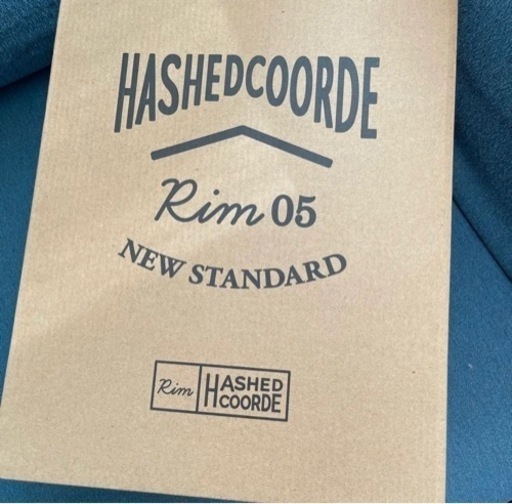 HASHEDCOORDE
Rim 05
NEW STANDARD
Rim HASHED
COORDE